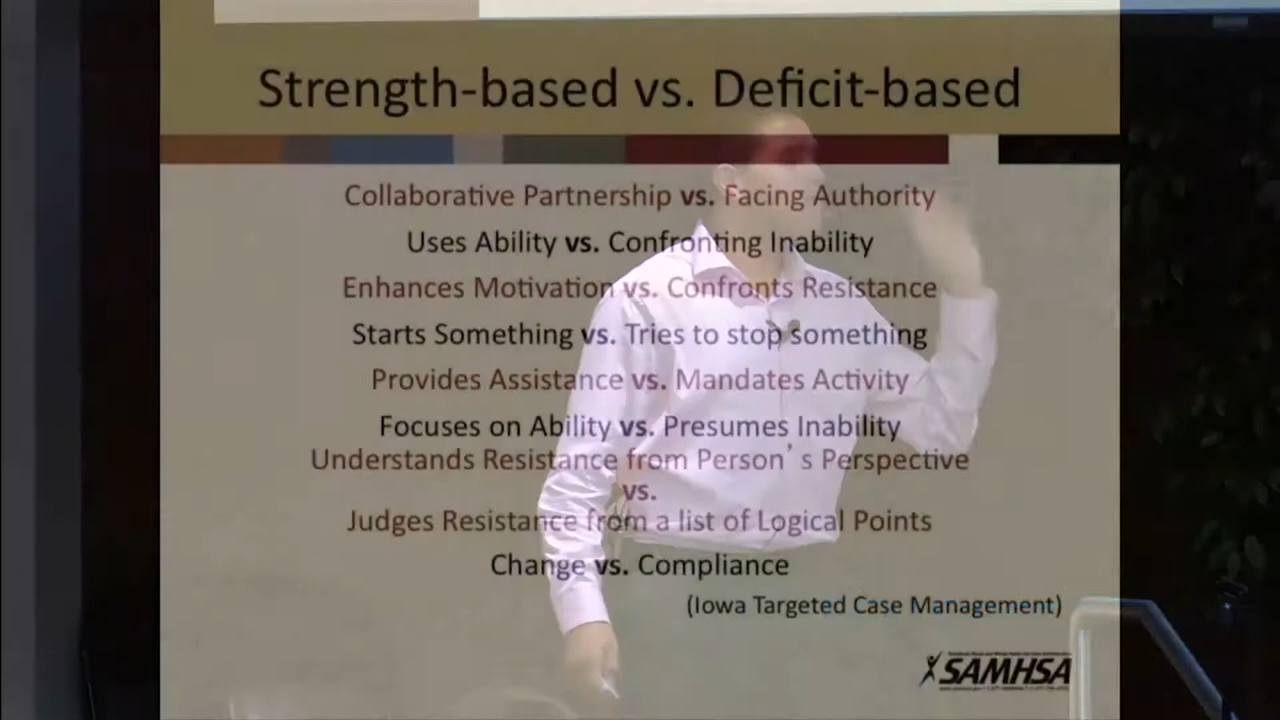 Strength-based vs. Deficit-based
Collaborative Partnership vs. Facing Authority
Uses Ability vs. Confronting Inability
Enhances Motivation vs. Confronts Resistance
Starts Something vs. Tries to stop something
Provides Assistance vs. Mandates Activity
Focuses on Ability vs. Presumes Inability
Understands Resistance from Person's Perspective
vs.
Judges Resistance from a list of Logical Points
Change vs. Compliance
(Iowa Targeted Case Management)
SAMHSA